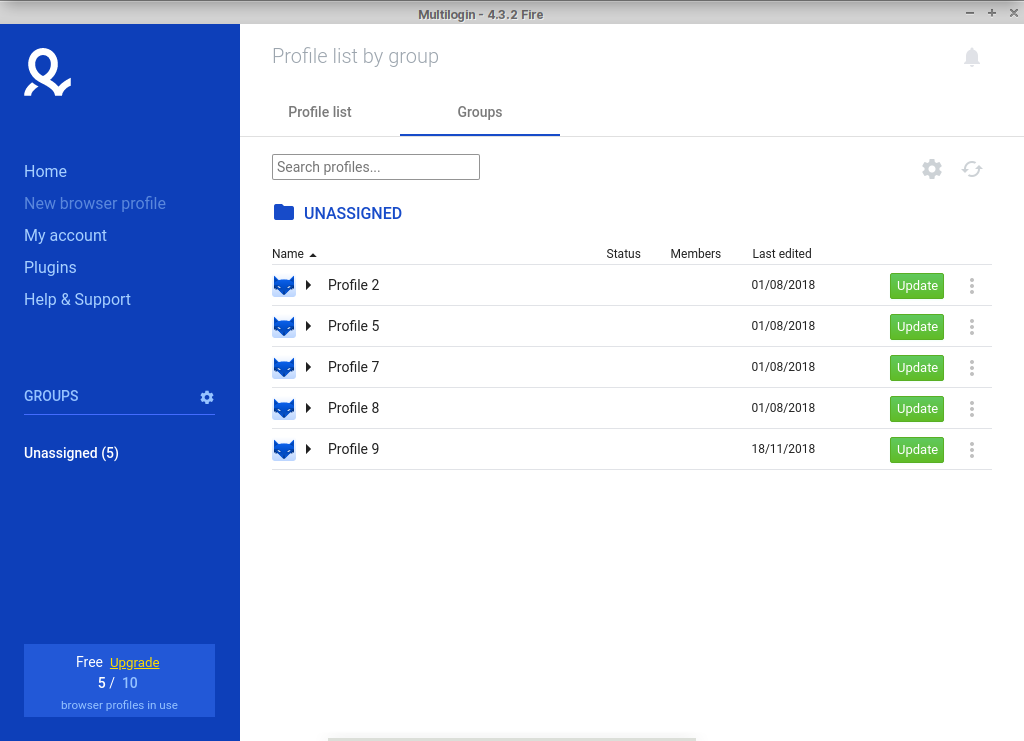 Multilogin - 4.3.2 Fire
Profile list by group
Profile list Groups
Home
New browser profile
My account
Plugins
Help & Support
GROUPS
Unassigned (5)
Free Upgrade
5 / 10
browser profiles in use
Search profiles...
UNASSIGNED
Name Status Members Last edited
Profile 2 01/08/2018 Update
Profile 5 01/08/2018 Update
Profile 7 01/08/2018 Update
Profile 8 01/08/2018 Update
Profile 9 18/11/2018 Update